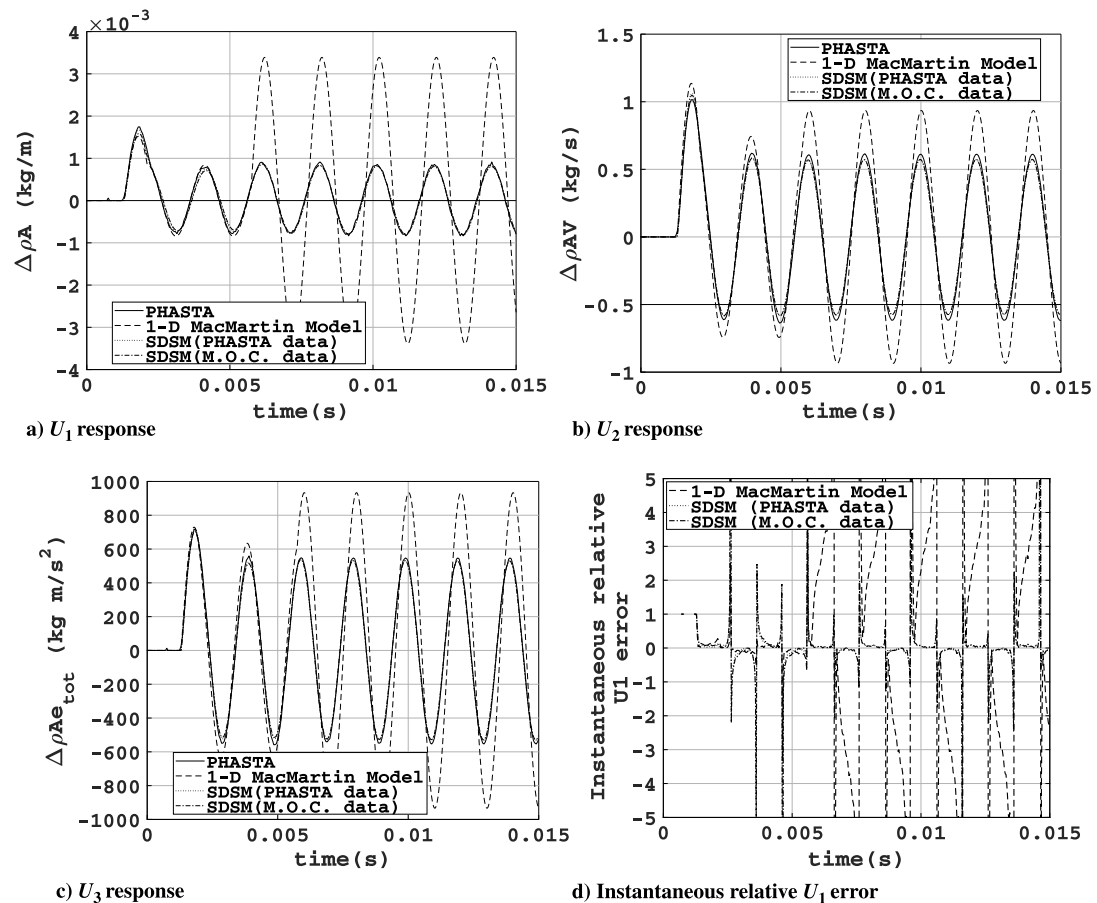 ×10⁻³
4
3
2
1
0
-1
-2
-3
-4
ΔρA (kg/m)
PHASTA
1-D MacMartin Model
SDSM(PHASTA data)
SDSM(M.O.C. data)
0 0.005 0.01 0.015
time(s)
a) U₁ response
1.5
1
0.5
0
-0.5
-1
ΔρAV (kg/s)
PHASTA
1-D MacMartin Model
SDSM(PHASTA data)
SDSM(M.O.C. data)
0 0.005 0.01 0.015
time(s)
b) U₂ response
1000
800
600
400
200
0
-200
-400
-600
-800
-1000
ΔρAe_tot (kg m/s²)
PHASTA
1-D MacMartin Model
SDSM(PHASTA data)
SDSM(M.O.C. data)
0 0.005 0.01 0.015
time(s)
c) U₃ response
5
4
3
2
1
0
-1
-2
-3
-4
-5
Instantaneous relative
U1 error
1-D MacMartin Model
SDSM (PHASTA data)
SDSM (M.O.C. data)
0 0.005 0.01 0.015
time(s)
d) Instantaneous relative U₁ error